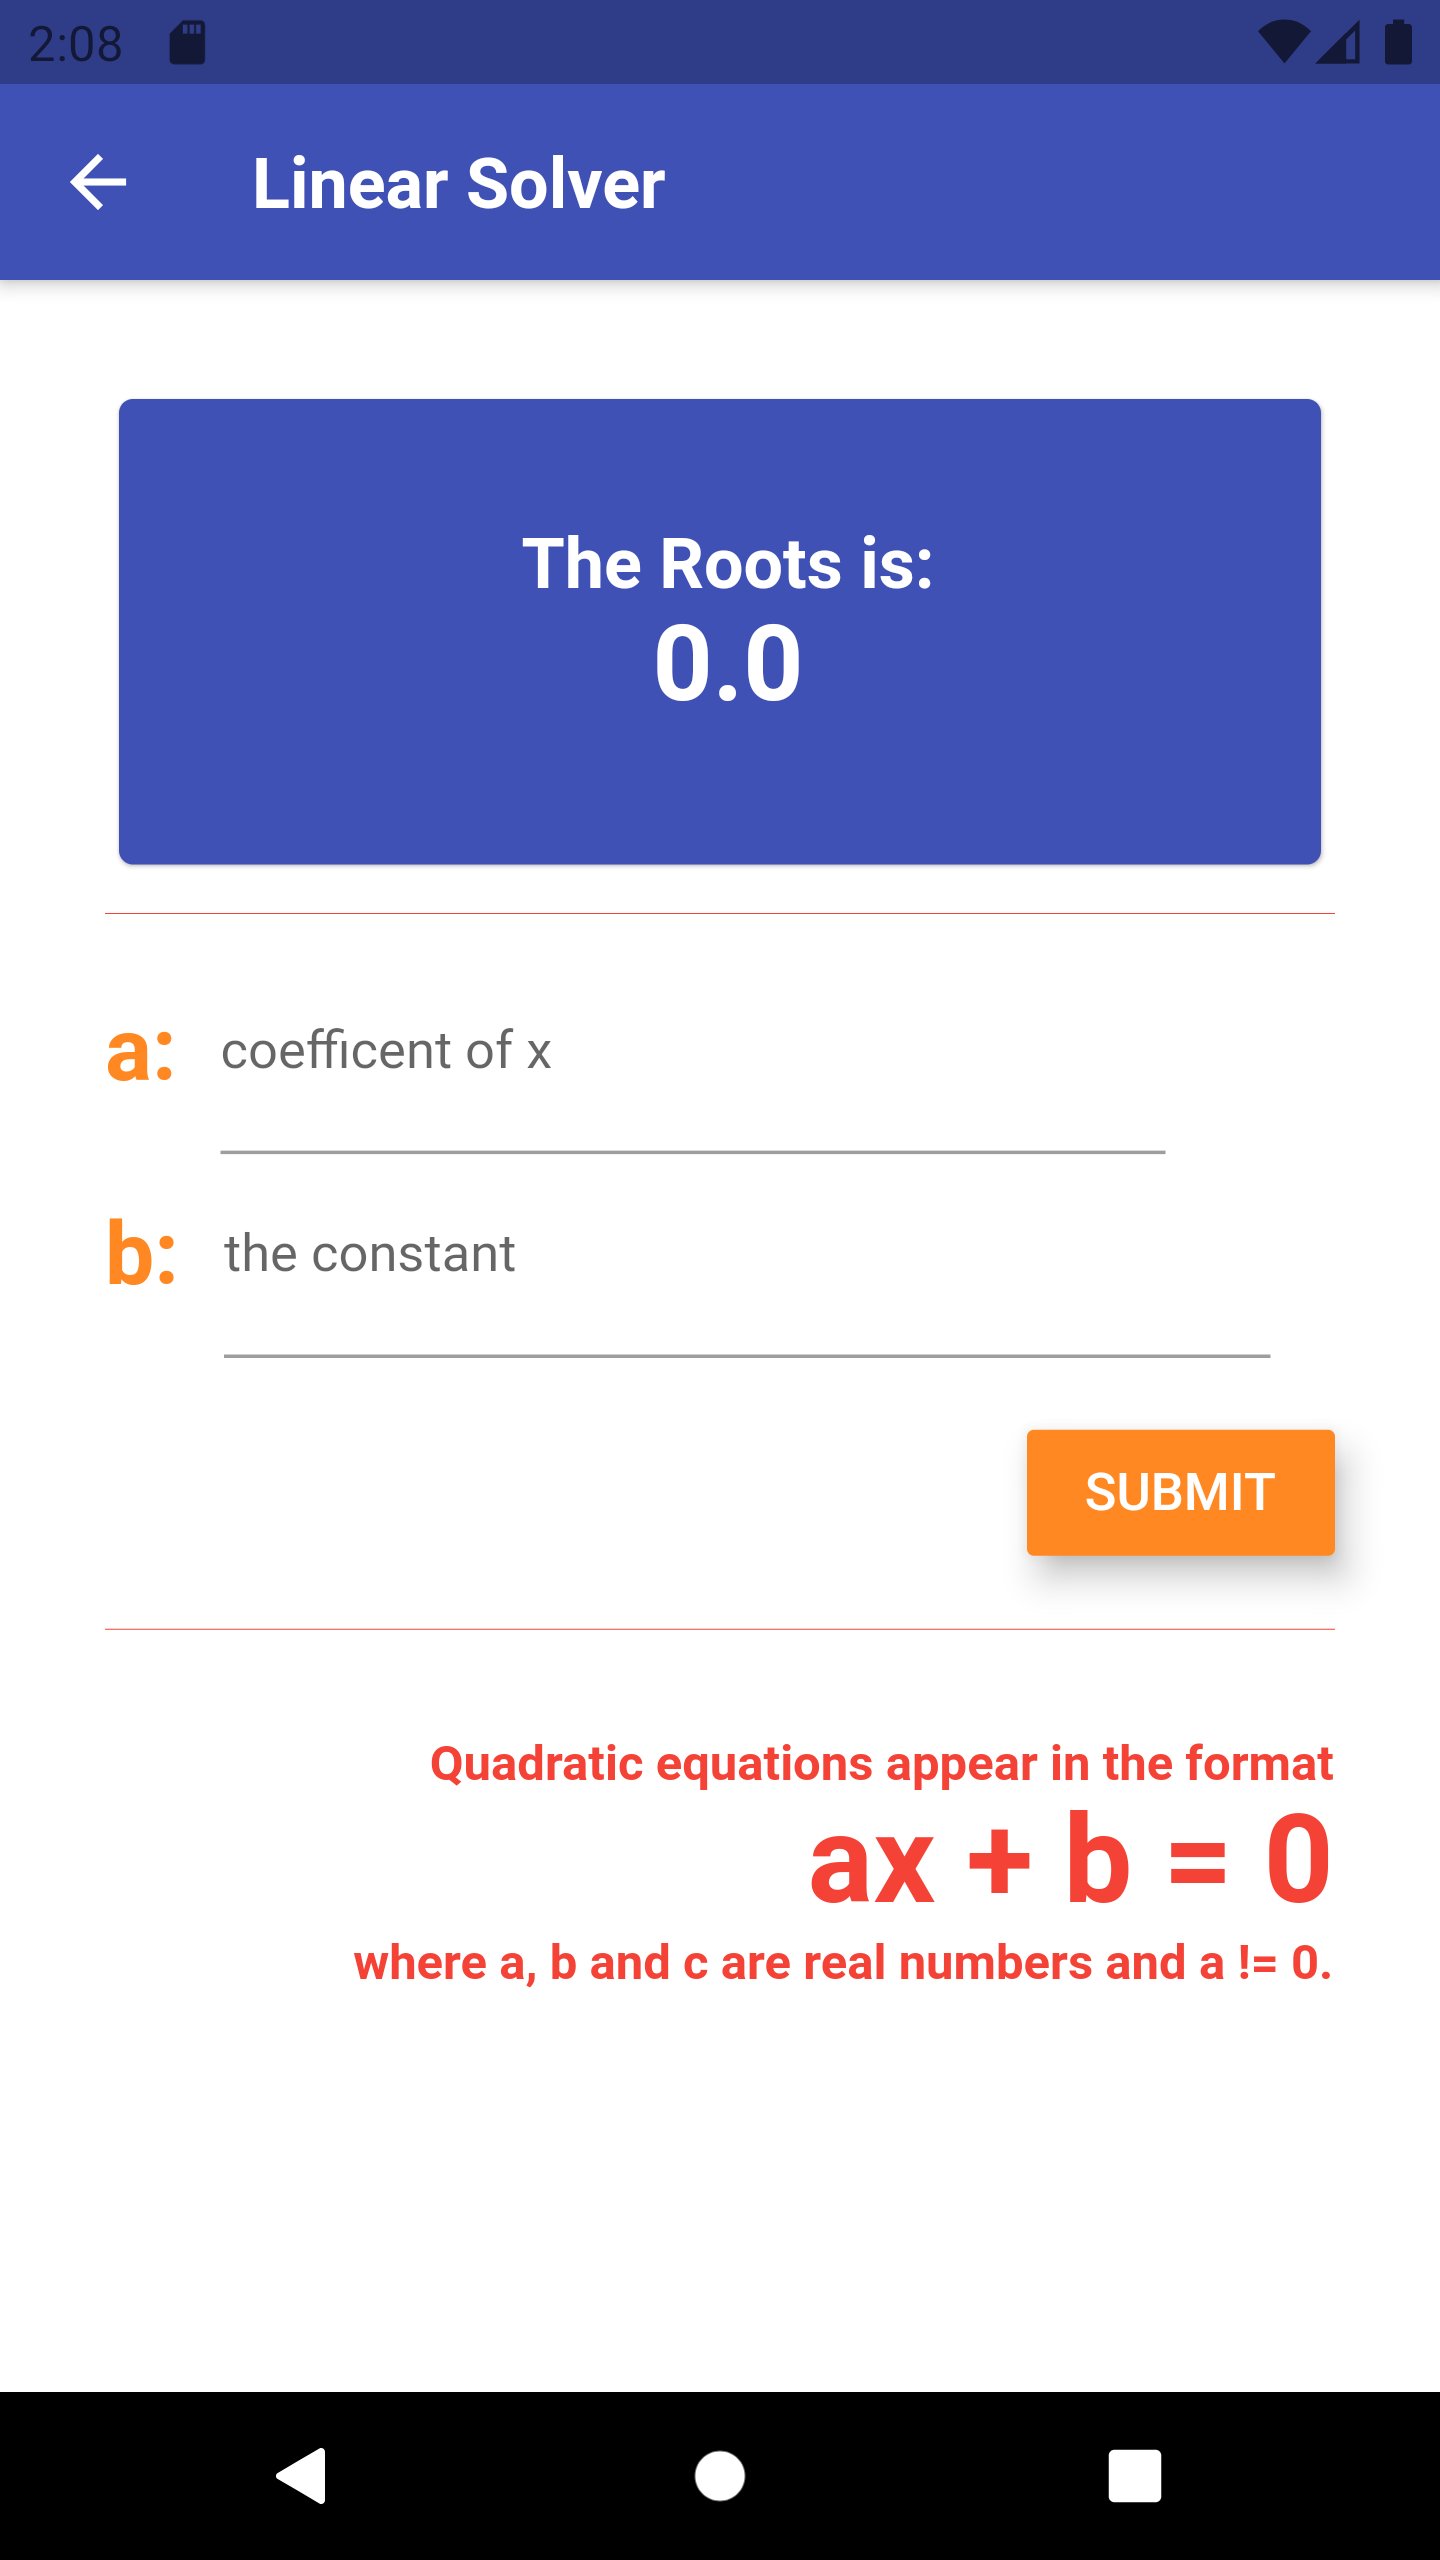 2:08
Linear Solver
The Roots is:
0.0
a: coefficent of x
b: the constant
SUBMIT
Quadratic equations appear in the format
ax + b = 0
where a, b and c are real numbers and a != 0.